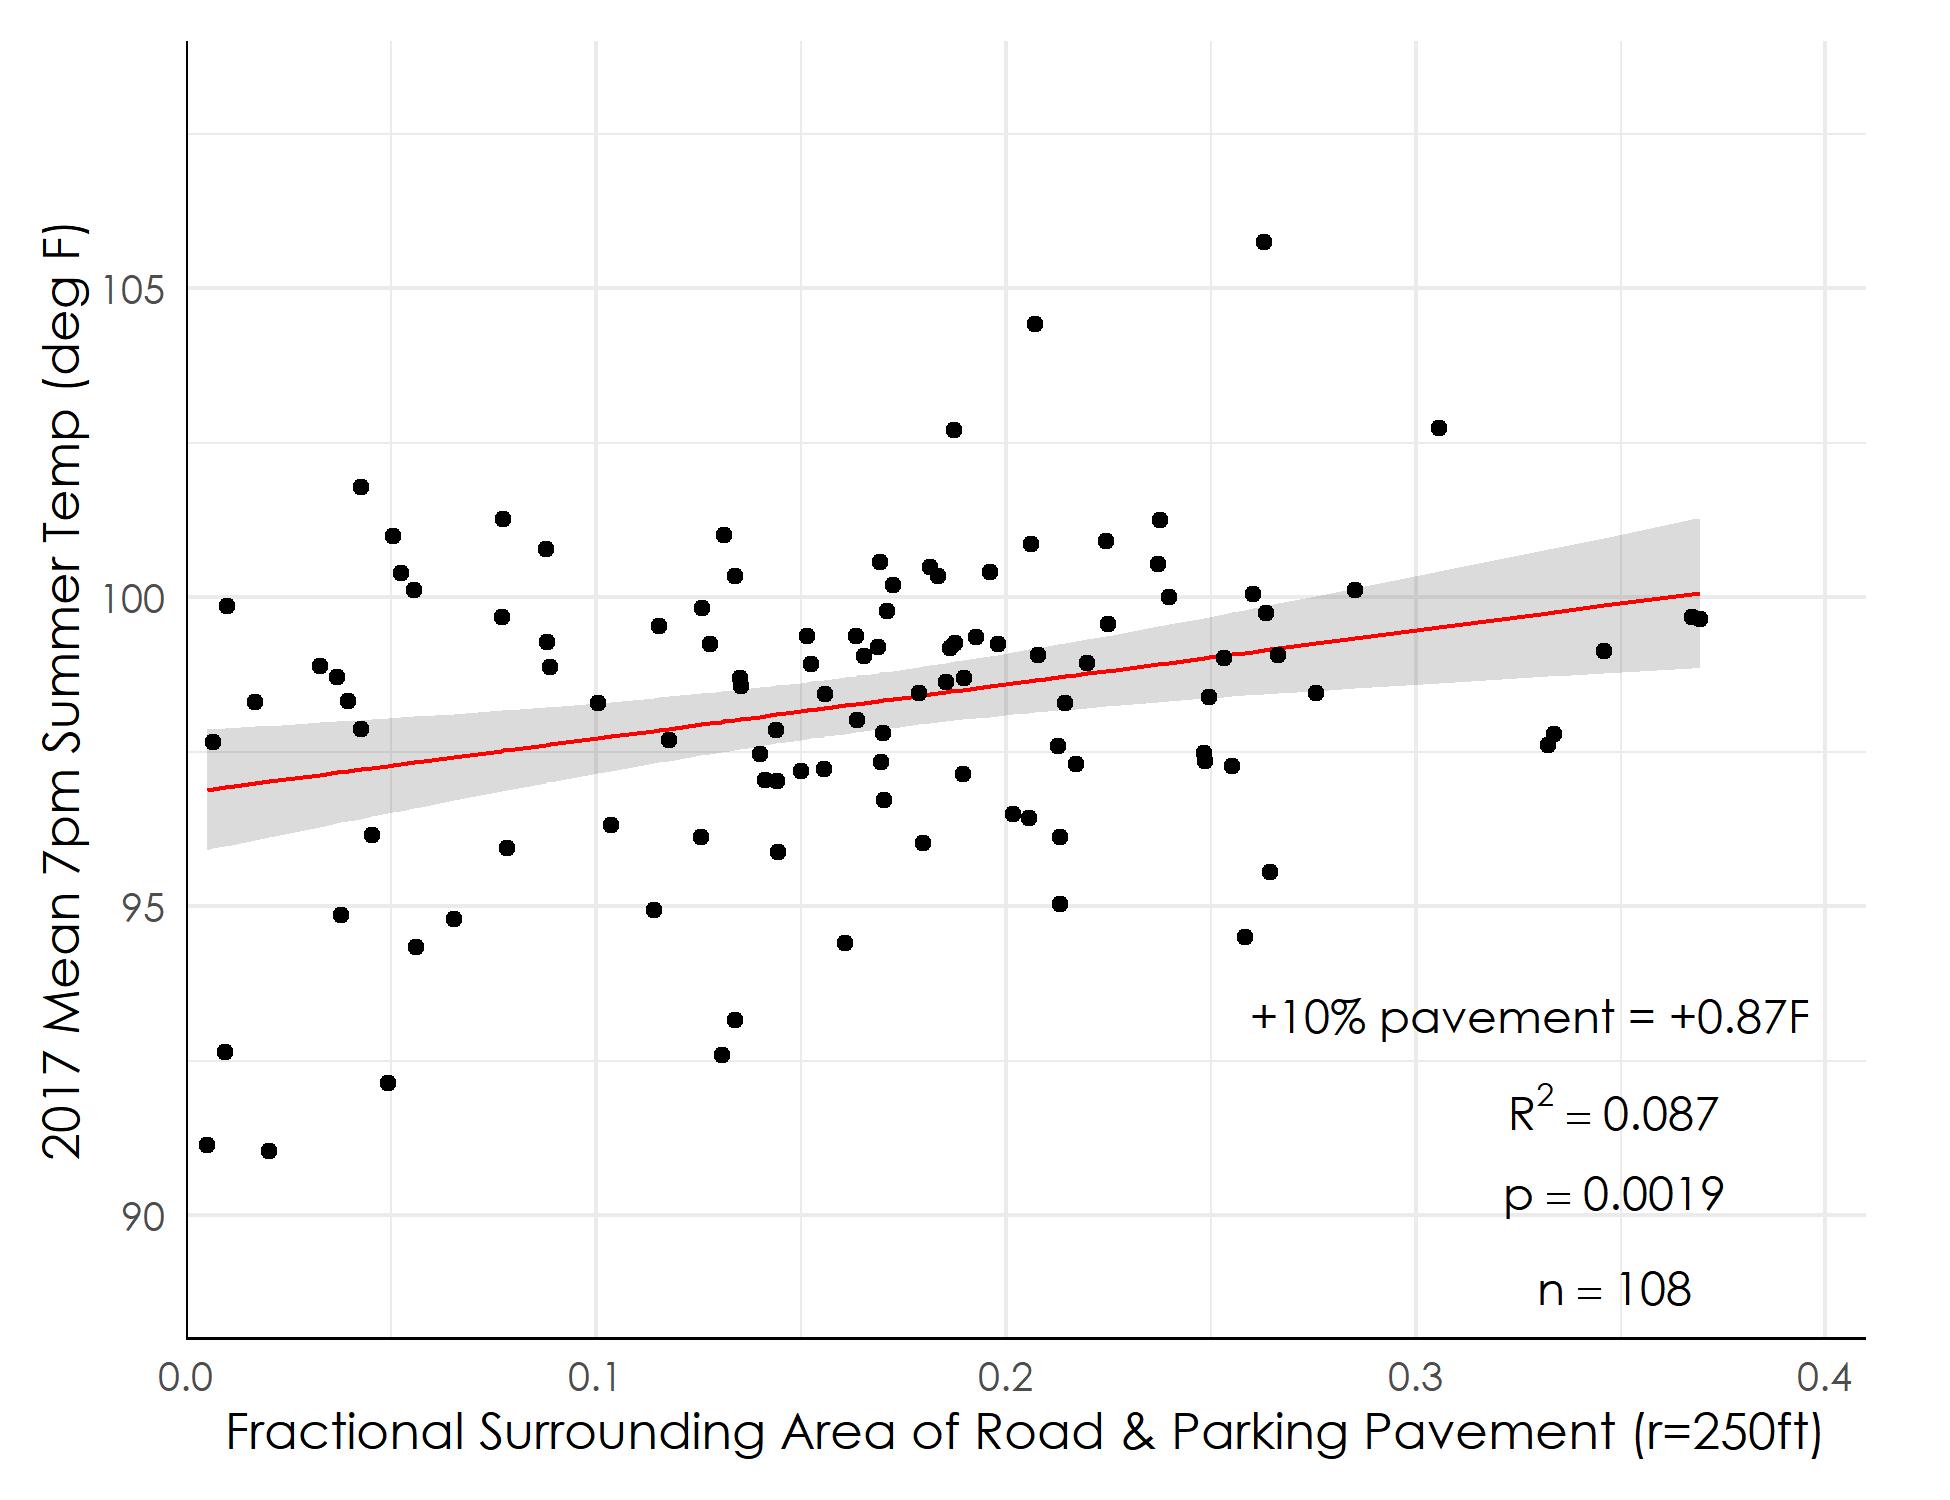 2017 Mean 7pm Summer Temp (deg F)
105
100
95
90
+10% pavement = +0.87F
R² = 0.087
p = 0.0019
n = 108
0.0 0.1 0.2 0.3 0.4
Fractional Surrounding Area of Road & Parking Pavement (r=250ft)